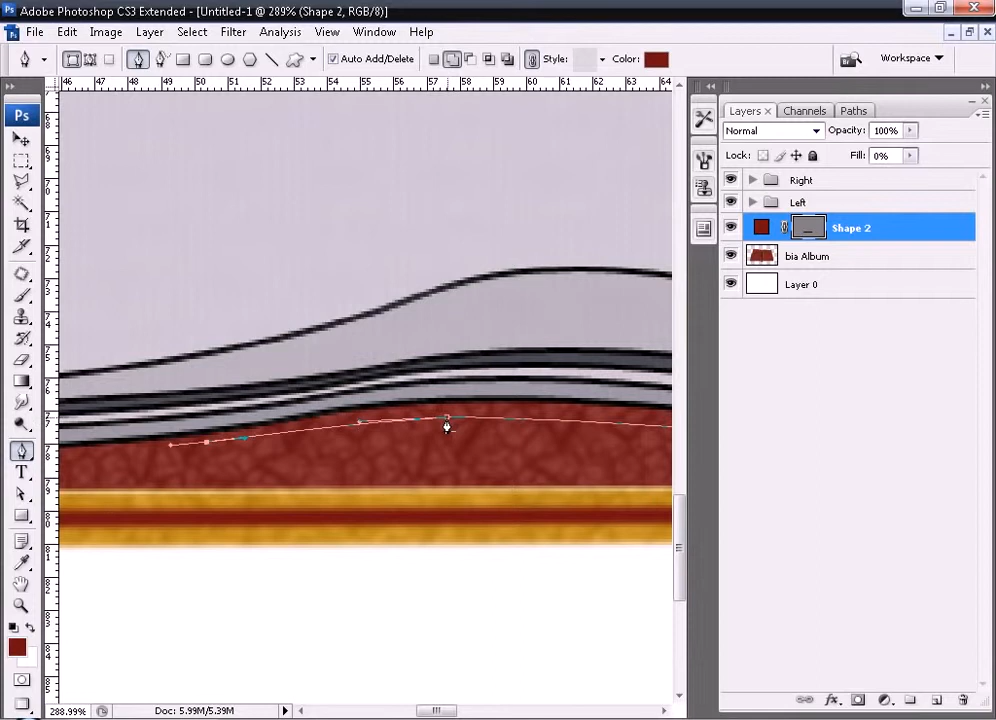 Adobe Photoshop CS3 Extended - [Untitled-1 @ 289% (Shape 2, RGB/8)]
File Edit Image Layer Select Filter Analysis View Window Help
Auto Add/Delete Style: Color: Workspace
46 47 48 49 50 51 52 53 54 55 56 57 58 59 60 61 62 63 64
Ps
Layers Channels Paths
Normal Opacity: 100%
Lock: Fill: 0%
Right
Left
Shape 2
bia Album
Layer 0
288.99% Doc: 5.99M/5.39M